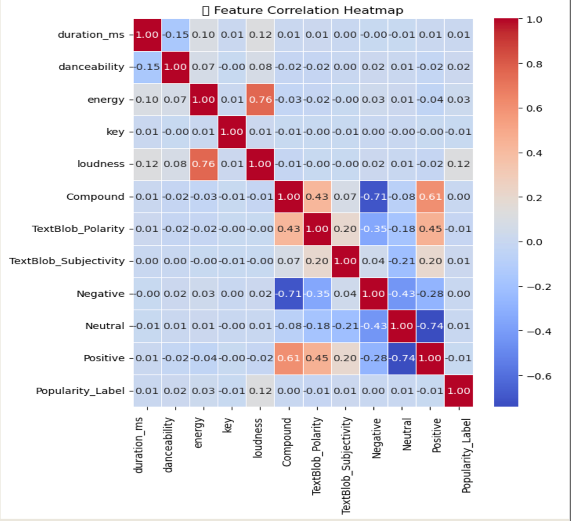 Feature Correlation Heatmap
duration_ms 1.00 -0.15 0.10 0.01 0.12 0.01 0.01 0.00 -0.00 -0.01 0.01 0.01
danceability -0.15 1.00 0.07 -0.00 0.08 -0.02 -0.02 0.00 0.02 0.01 -0.02 0.02
energy 0.10 0.07 1.00 0.01 0.76 -0.03 -0.02 -0.00 0.03 0.01 -0.04 0.03
key 0.01 -0.00 0.01 1.00 0.01 -0.01 -0.00 -0.01 0.00 -0.00 -0.00 -0.01
loudness 0.12 0.08 0.76 0.01 1.00 -0.01 -0.00 -0.00 0.02 0.01 -0.02 0.12
Compound 0.01 -0.02 -0.03 -0.01 -0.01 1.00 0.43 0.07 -0.71 -0.08 0.61 0.00
TextBlob_Polarity 0.01 -0.02 -0.02 -0.00 -0.00 0.43 1.00 0.20 -0.35 -0.18 0.45 -0.01
TextBlob_Subjectivity 0.00 0.00 -0.00 -0.01 -0.00 0.07 0.20 1.00 0.04 -0.21 0.20 0.01
Negative -0.00 0.02 0.03 0.00 0.02 -0.71 -0.35 0.04 1.00 -0.43 -0.28 0.00
Neutral -0.01 0.01 0.01 -0.00 0.01 -0.08 -0.18 -0.21 -0.43 1.00 -0.74 0.01
Positive 0.01 -0.02 -0.04 -0.00 -0.02 0.61 0.45 0.20 -0.28 -0.74 1.00 -0.01
Popularity_Label 0.01 0.02 0.03 -0.01 0.12 0.00 -0.01 0.01 0.00 0.01 -0.01 1.00
duration_ms danceability energy key loudness Compound TextBlob_Polarity TextBlob_Subjectivity Negative Neutral Positive Popularity_Label
1.0
0.8
0.6
0.4
0.2
0.0
−0.2
−0.4
−0.6